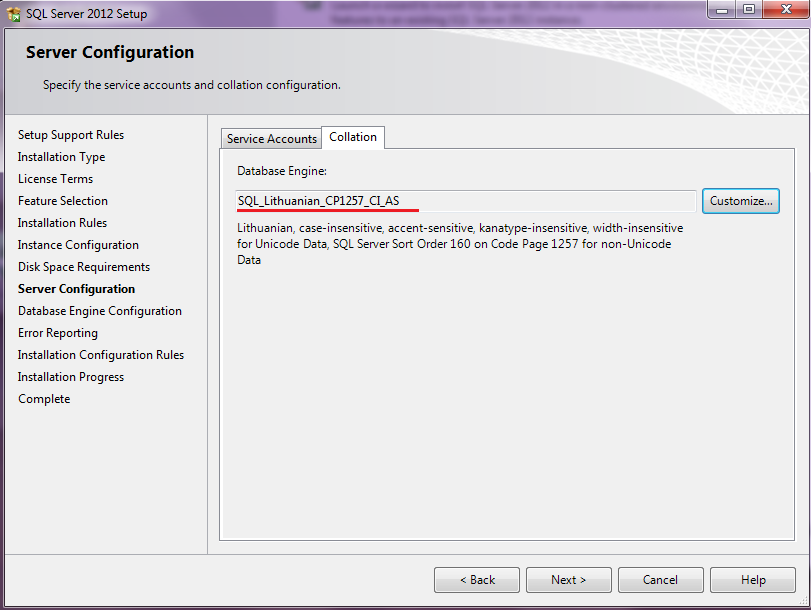 SQL Server 2012 Setup
Server Configuration
Specify the service accounts and collation configuration.
Setup Support Rules
Installation Type
License Terms
Feature Selection
Installation Rules
Instance Configuration
Disk Space Requirements
Server Configuration
Database Engine Configuration
Error Reporting
Installation Configuration Rules
Installation Progress
Complete
Service Accounts
Collation
Database Engine:
SQL_Lithuanian_CP1257_CI_AS
Customize...
Lithuanian, case-insensitive, accent-sensitive, kanatype-insensitive, width-insensitive
for Unicode Data, SQL Server Sort Order 160 on Code Page 1257 for non-Unicode
Data
< Back
Next >
Cancel
Help